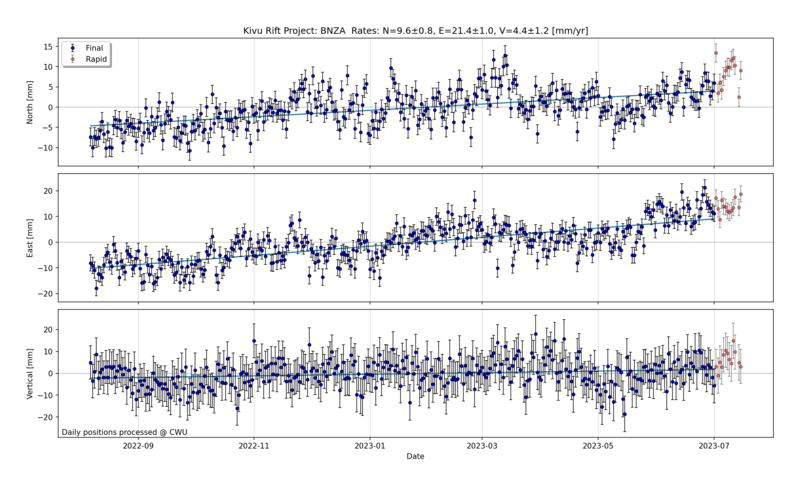 Kivu Rift Project: BNZA  Rates: N=9.6±0.8, E=21.4±1.0, V=4.4±1.2 [mm/yr]
Final
Rapid
North [mm]
15
10
5
0
−5
−10
East [mm]
20
10
0
−10
−20
Vertical [mm]
20
10
0
−10
−20
Daily positions processed @ CWU
2022-09 2022-11 2023-01 2023-03 2023-05 2023-07
Date